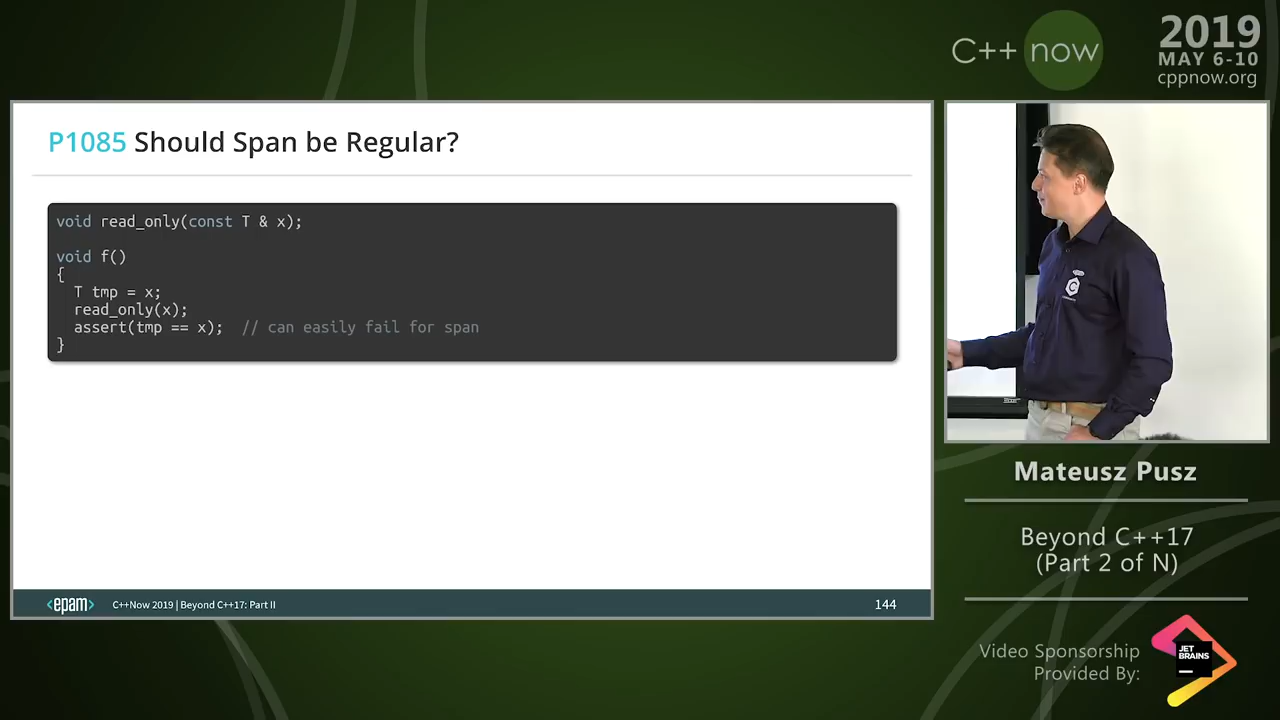 C++ now
2019
MAY 6-10
cppnow.org
P1085 Should Span be Regular?
void read_only(const T & x);
void f()
{
T tmp = x;
read_only(x);
assert(tmp == x); // can easily fail for span
}
<epam>
C++Now 2019 | Beyond C++17: Part II
144
Mateusz Pusz
Beyond C++17
(Part 2 of N)
Video Sponsorship
Provided By:
JET
BRAINS